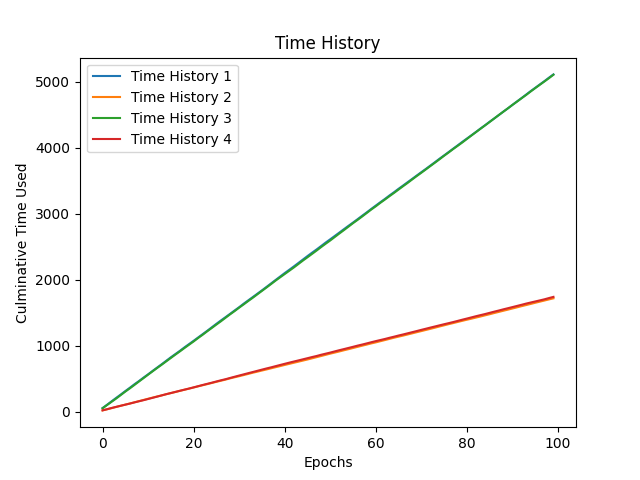 Time History
Time History 1
Time History 2
Time History 3
Time History 4
5000
4000
3000
2000
1000
0
Culminative Time Used
0 20 40 60 80 100
Epochs